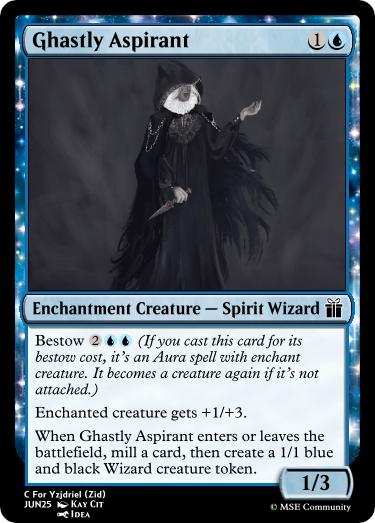 Ghastly Aspirant 1
Enchantment Creature — Spirit Wizard
Bestow 2 (If you cast this card for its
bestow cost, it's an Aura spell with enchant
creature. It becomes a creature again if it's not
attached.)
Enchanted creature gets +1/+3.
When Ghastly Aspirant enters or leaves the
battlefield, mill a card, then create a 1/1 blue
and black Wizard creature token.
1/3
C For Yzjdriel (Zid)
JUN25 Kay Cit
Idea
© MSE Community